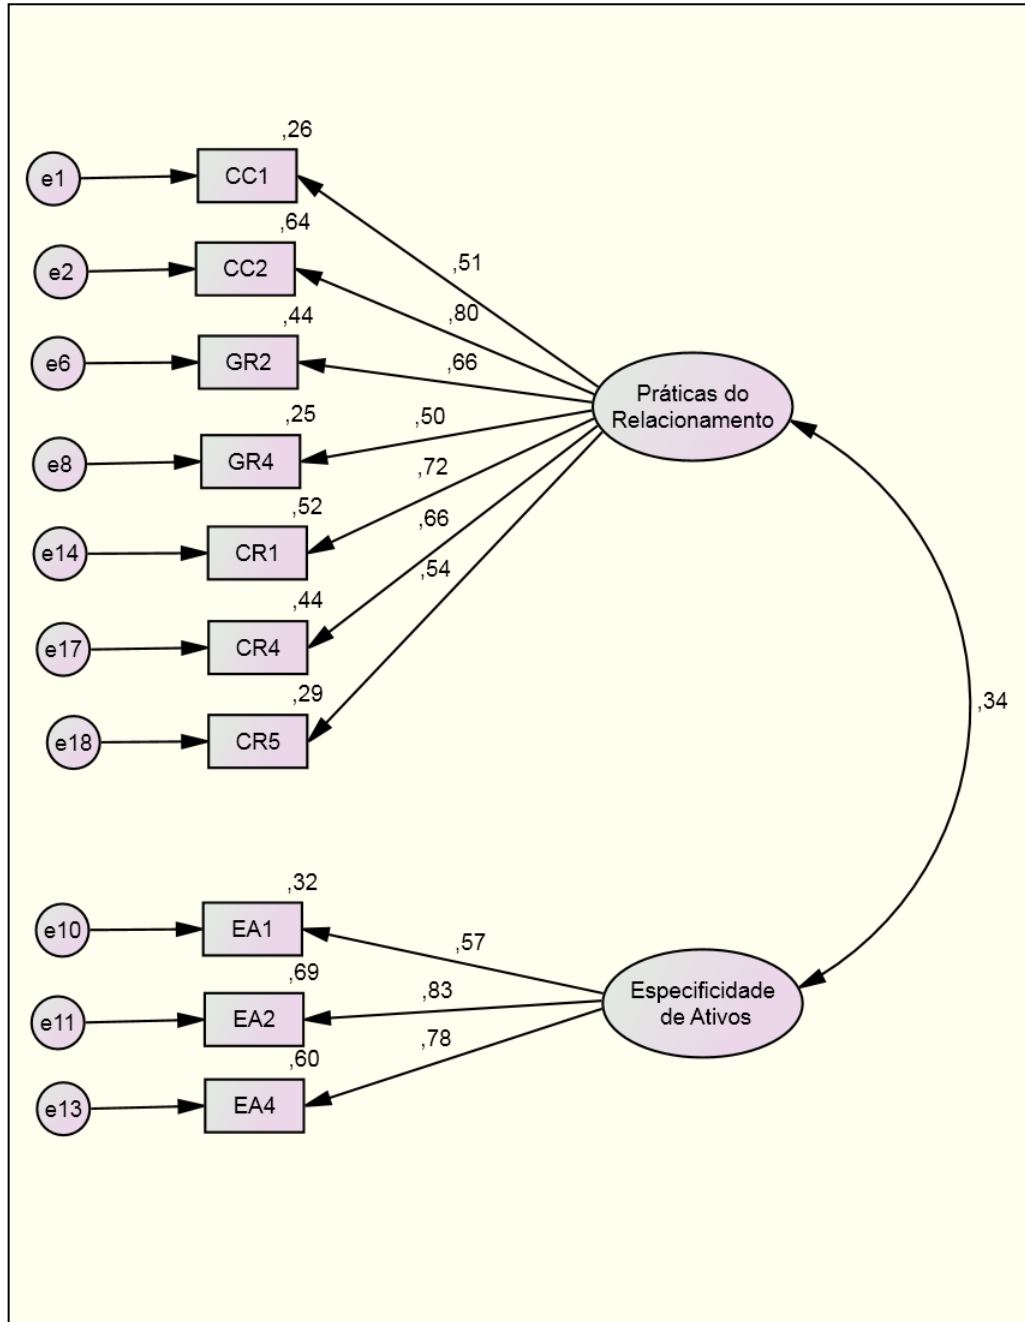 ,26
e1
CC1
,64
,51
e2
CC2
,80
,44
e6
GR2
,66
Práticas do
Relacionamento
,25
,50
e8
GR4
,72
,52
e14
CR1
,66
,54
,44
e17
CR4
,29
e18
CR5
,34
,32
e10
EA1
,57
,69
e11
EA2
,83
Especificidade
de Ativos
,60
,78
e13
EA4